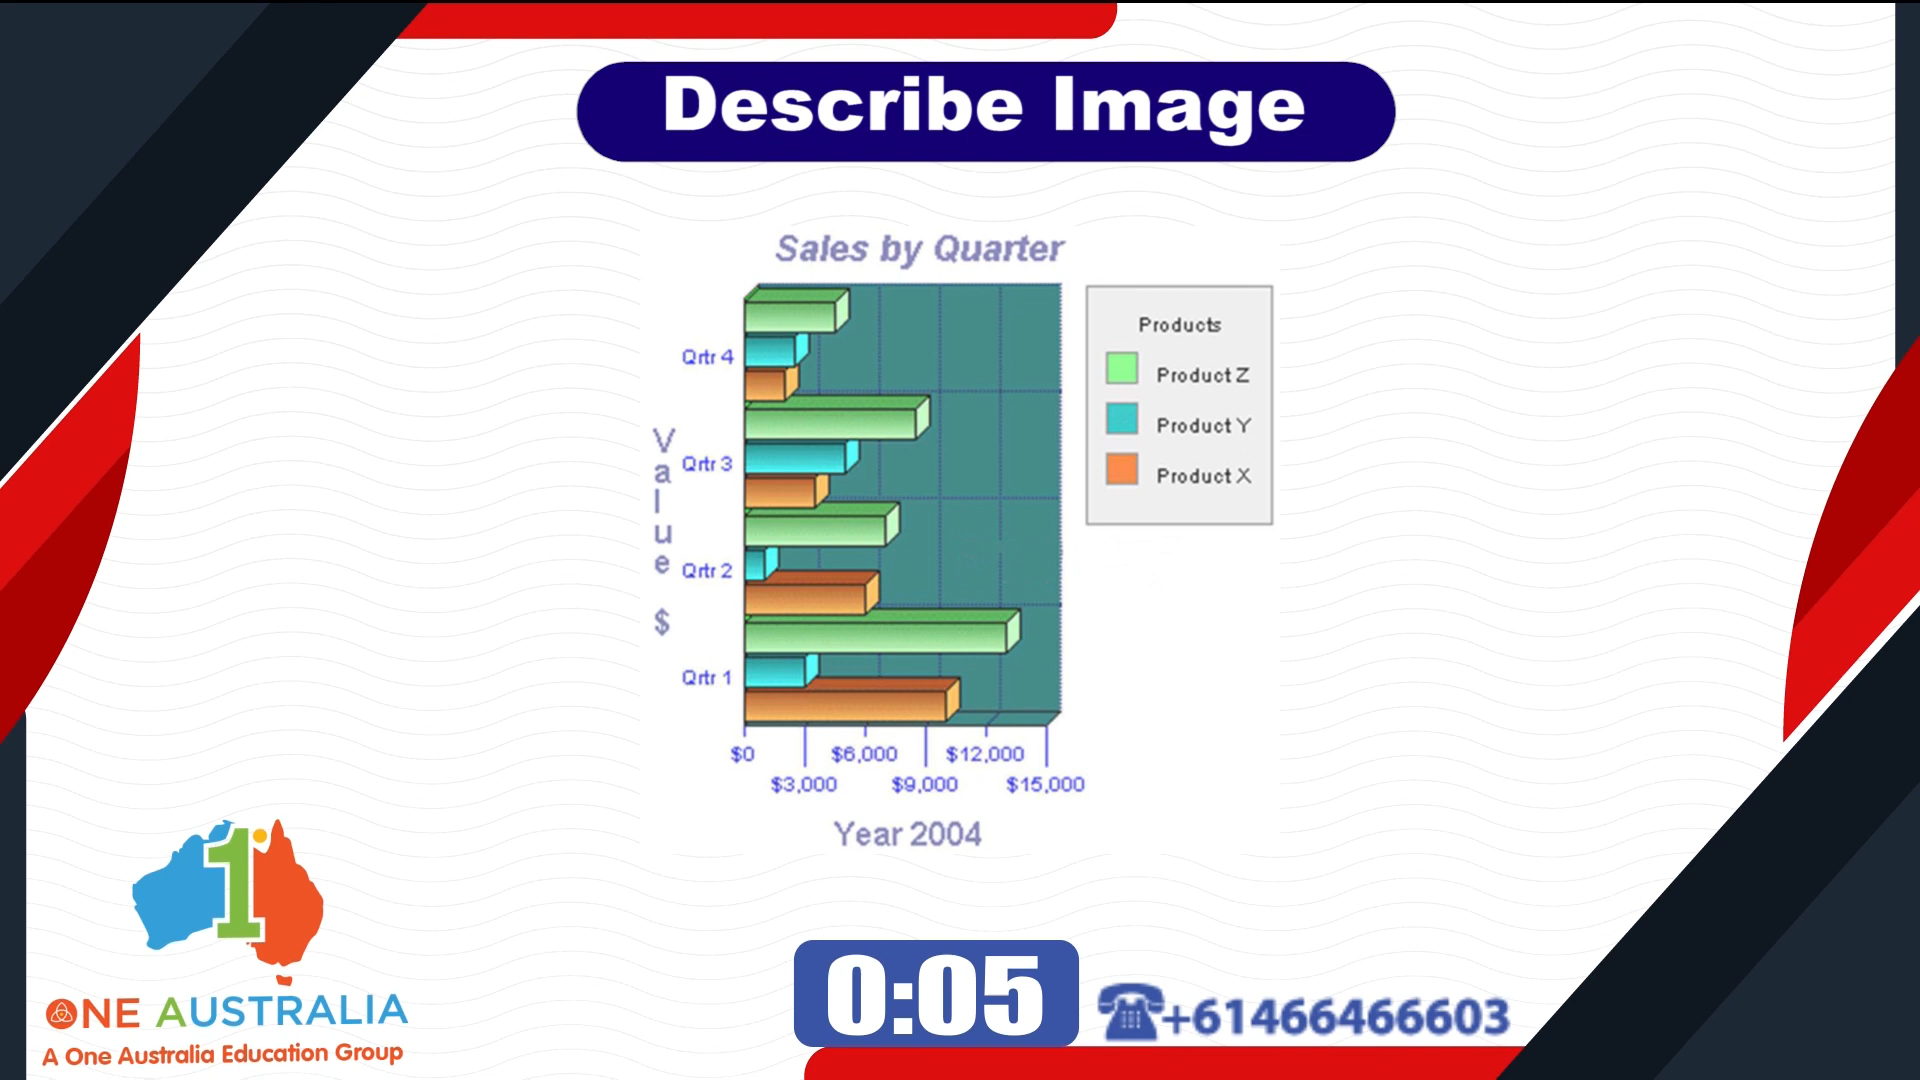 Describe Image
Sales by Quarter
Products
Product Z
Product Y
Product X
Qrtr 4
Qrtr 3
Qrtr 2
Qrtr 1
Value $
$0
$6,000
$12,000
$3,000
$9,000
$15,000
Year 2004
1
ONE AUSTRALIA
A One Australia Education Group
0:05
+61466466603